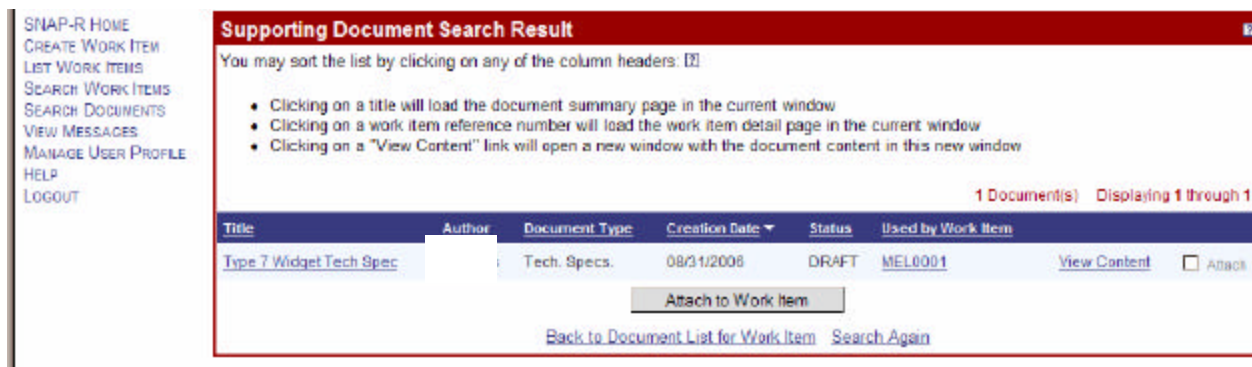 SNAP-R HOME
CREATE WORK ITEM
LIST WORK ITEMS
SEARCH WORK ITEMS
SEARCH DOCUMENTS
VIEW MESSAGES
MANAGE USER PROFILE
HELP
LOGOUT
Supporting Document Search Result
You may sort the list by clicking on any of the column headers: [?]
• Clicking on a title will load the document summary page in the current window
• Clicking on a work item reference number will load the work item detail page in the current window
• Clicking on a "View Content" link will open a new window with the document content in this new window
1 Document(s) Displaying 1 through 1
Title Author Document Type Creation Date Status Used by Work Item
Type 7 Widget Tech Spec Tech. Specs. 08/31/2006 DRAFT MEL0001 View Content Attach
Attach to Work Item
Back to Document List for Work Item Search Again